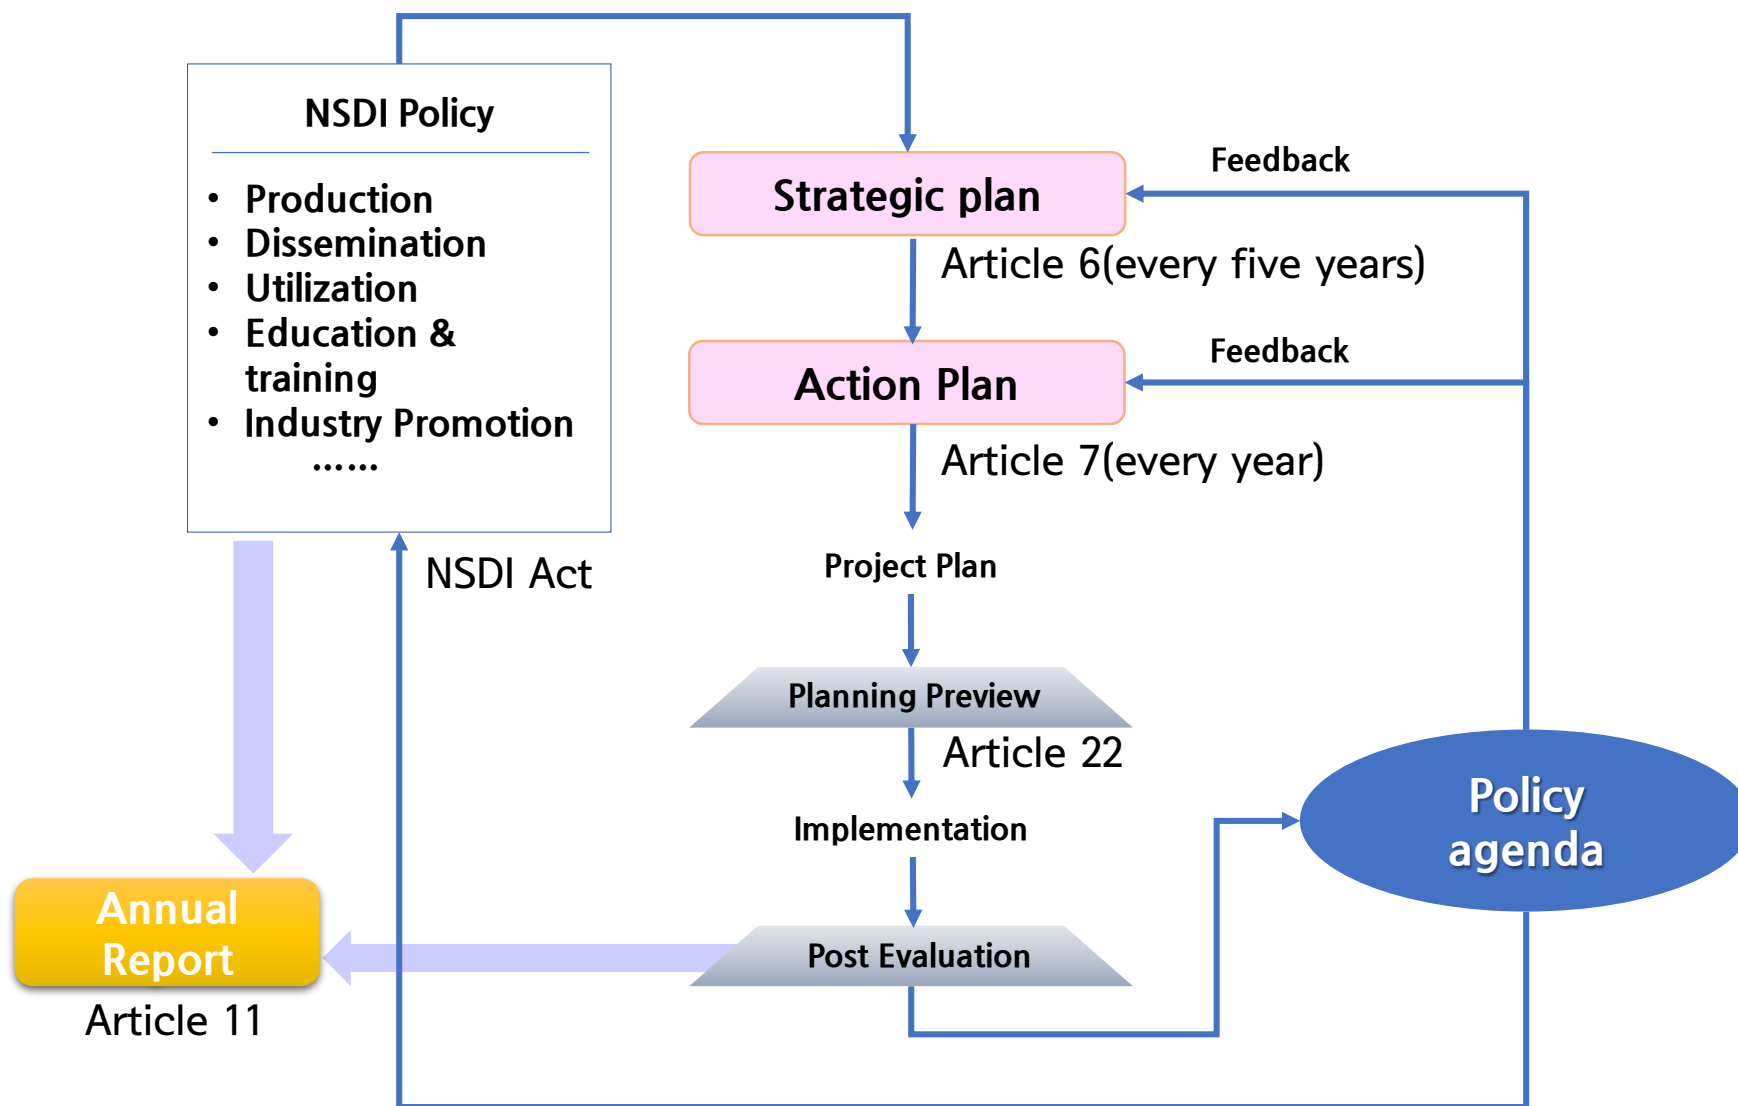 NSDI Policy
• Production
• Dissemination
• Utilization
• Education &
training
• Industry Promotion
......
NSDI Act
Strategic plan
Article 6(every five years)
Feedback
Action Plan
Article 7(every year)
Feedback
Project Plan
Planning Preview
Article 22
Implementation
Post Evaluation
Policy
agenda
Annual
Report
Article 11